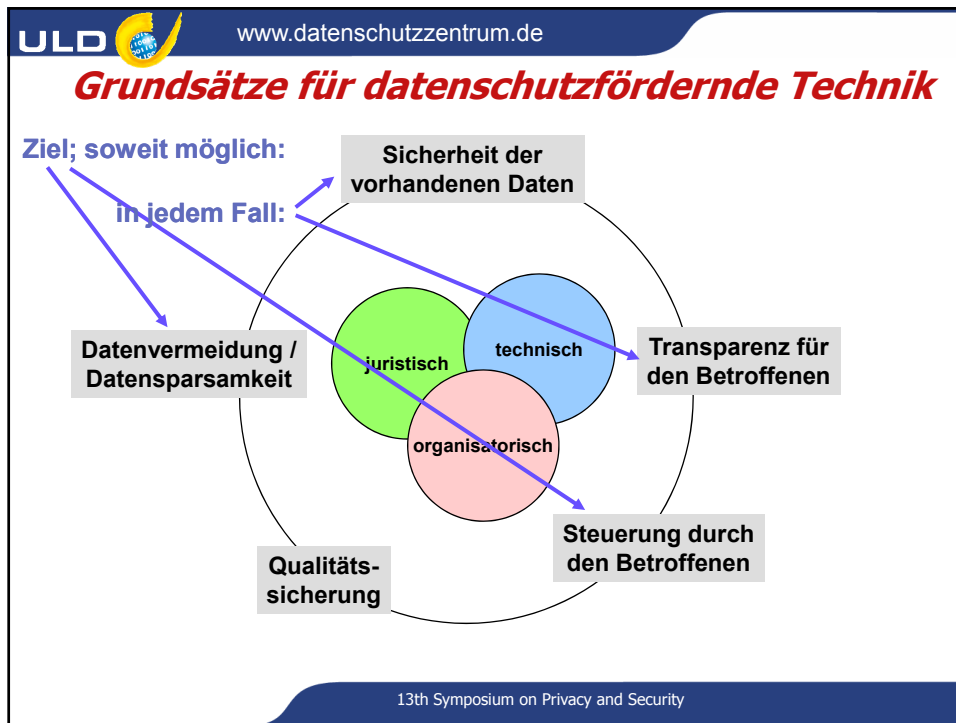 ULD www.datenschutzzentrum.de
Grundsätze für datenschutzfördernde Technik
Ziel; soweit möglich:
in jedem Fall:
Sicherheit der
vorhandenen Daten
Datenvermeidung /
Datensparsamkeit
juristisch
technisch
organisatorisch
Transparenz für
den Betroffenen
Steuerung durch
den Betroffenen
Qualitäts-
sicherung
13th Symposium on Privacy and Security